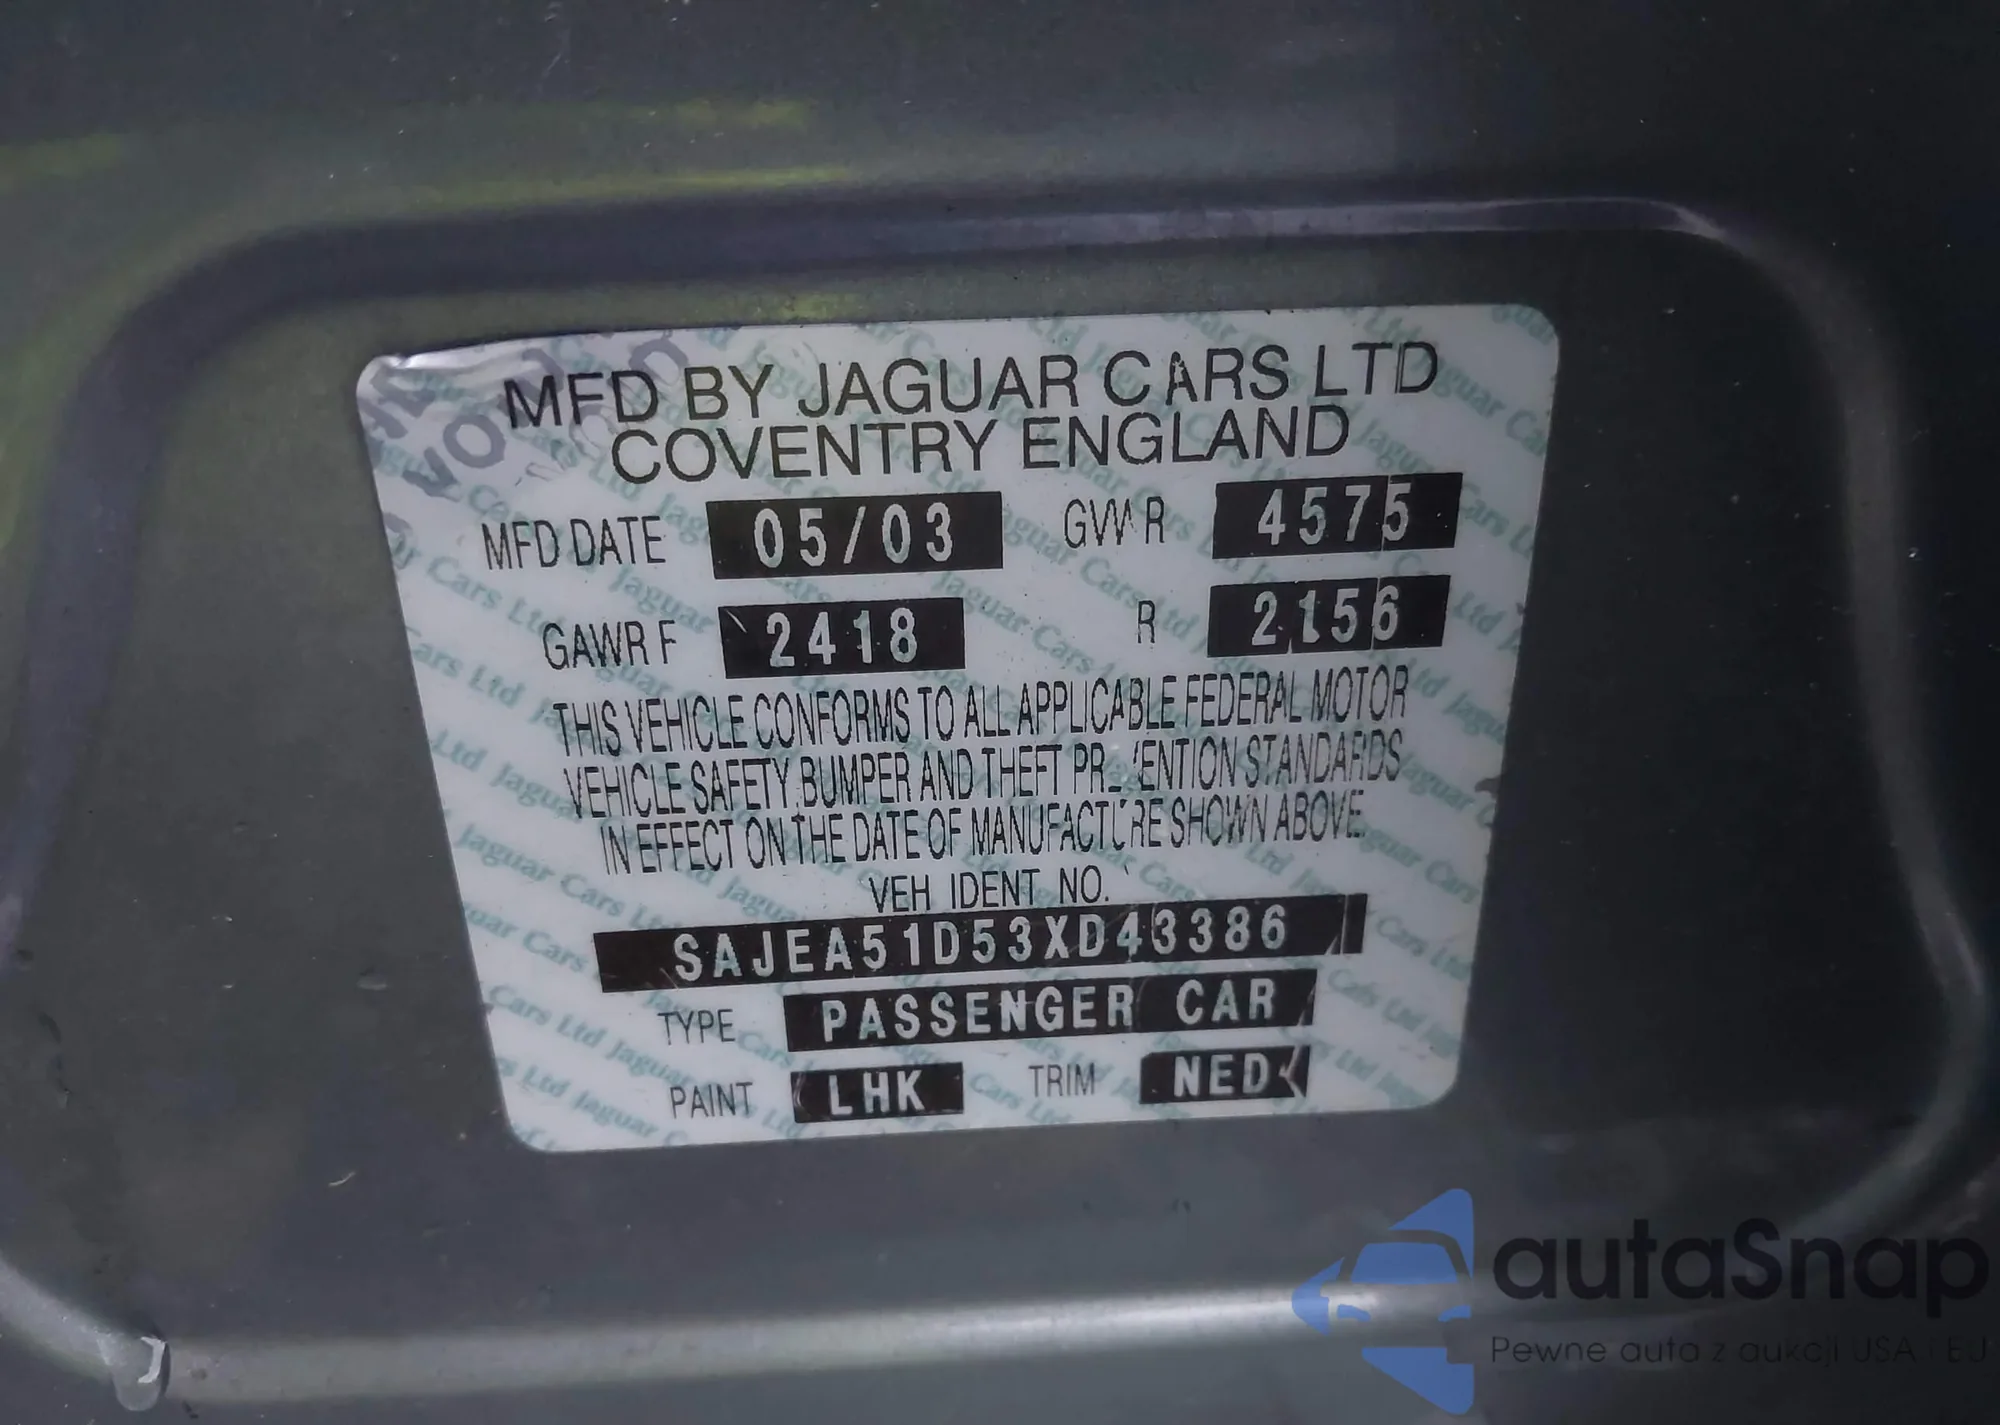 MFD BY JAGUAR CARS LTD
COVENTRY ENGLAND
MFD DATE 05/03 GVWR 4575
GAWR F 2418 R 2156
THIS VEHICLE CONFORMS TO ALL APPLICABLE FEDERAL MOTOR
VEHICLE SAFETY, BUMPER AND THEFT PREVENTION STANDARDS
IN EFFECT ON THE DATE OF MANUFACTURE SHOWN ABOVE.
VEH IDENT NO.
SAJEA51D53XD43386
TYPE PASSENGER CAR
PAINT LHK TRIM NED
autaSnap
Pewne auta z aukcji USA i EU